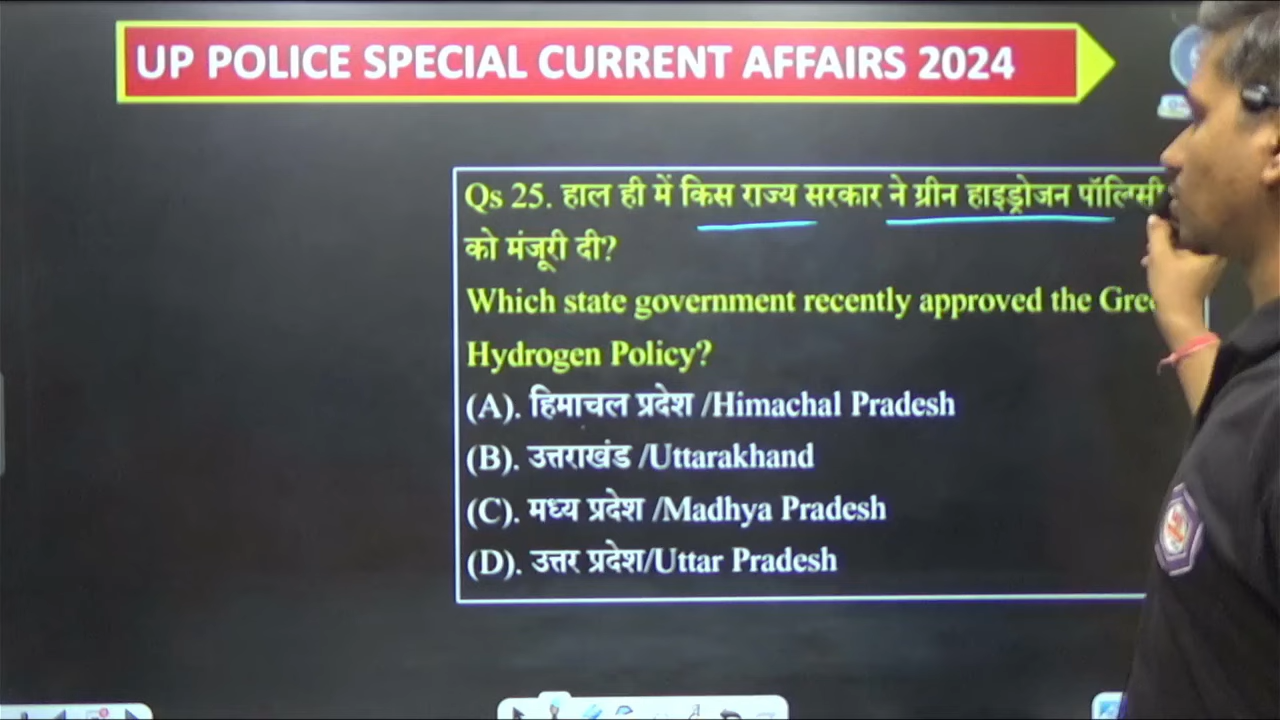 UP POLICE SPECIAL CURRENT AFFAIRS 2024
Qs 25. हाल ही में किस राज्य सरकार ने ग्रीन हाइड्रोजन पॉलिसी
को मंजूरी दी?
Which state government recently approved the
Hydrogen Policy?
(A). हिमाचल प्रदेश /Himachal Pradesh
(B). उत्तराखंड /Uttarakhand
(C). मध्य प्रदेश /Madhya Pradesh
(D). उत्तर प्रदेश/Uttar Pradesh